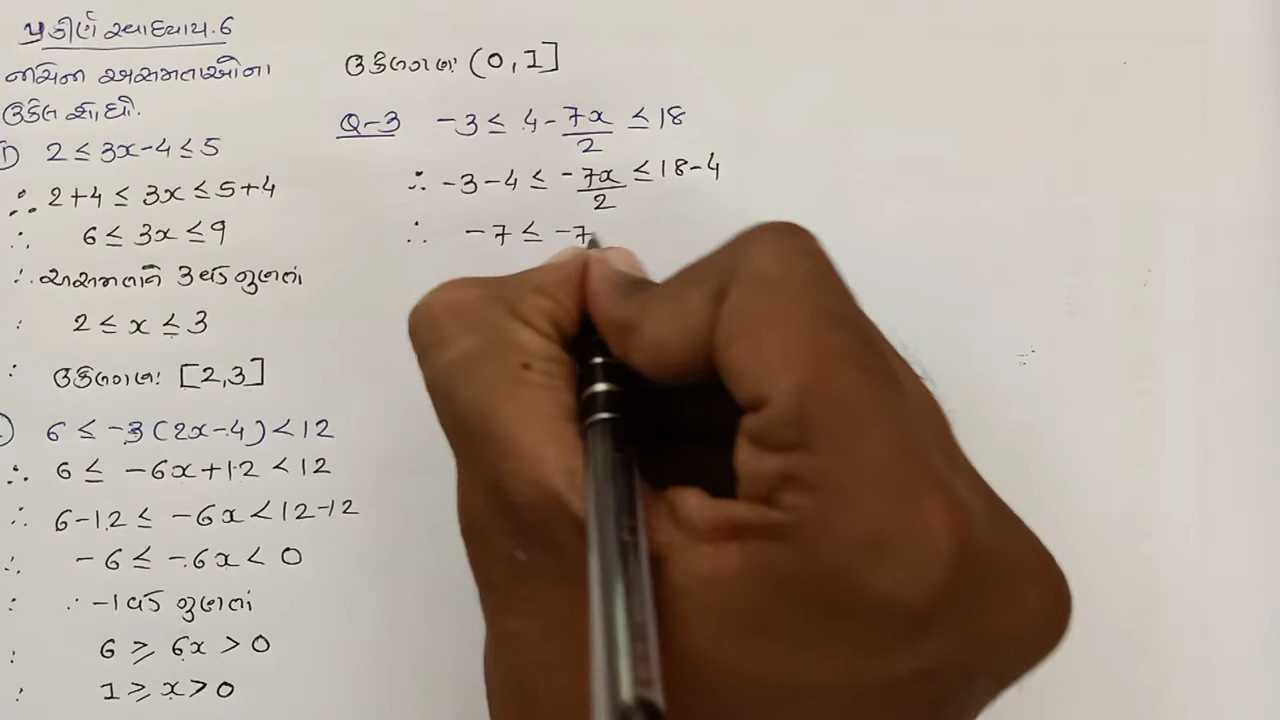 પ્રકીર્ણ સ્વાધ્યાય.6
નીચેના અસમતાઓના
ઉકેલ શોધો.
① 2 ≤ 3x-4 ≤ 5
∴ 2+4 ≤ 3x ≤ 5+4
∴ 6 ≤ 3x ≤ 9
∴ અસમતાને 3 વડે ગુણતાં
: 2 ≤ x ≤ 3
: ઉકેલગણ: [2,3]
6 ≤ -3(2x-4) < 12
∴ 6 ≤ -6x+12 < 12
∴ 6-12 ≤ -6x < 12-12
∴ -6 ≤ -6x < 0
: ∴ -1 વડે ગુણતાં
: 6 ≥ 6x > 0
: 1 ≥ x > 0
ઉકેલગણ: (0,1]
Q-3 -3 ≤ 4-7x/2 ≤ 18
∴ -3-4 ≤ -7x/2 ≤ 18-4
∴ -7 ≤ -7